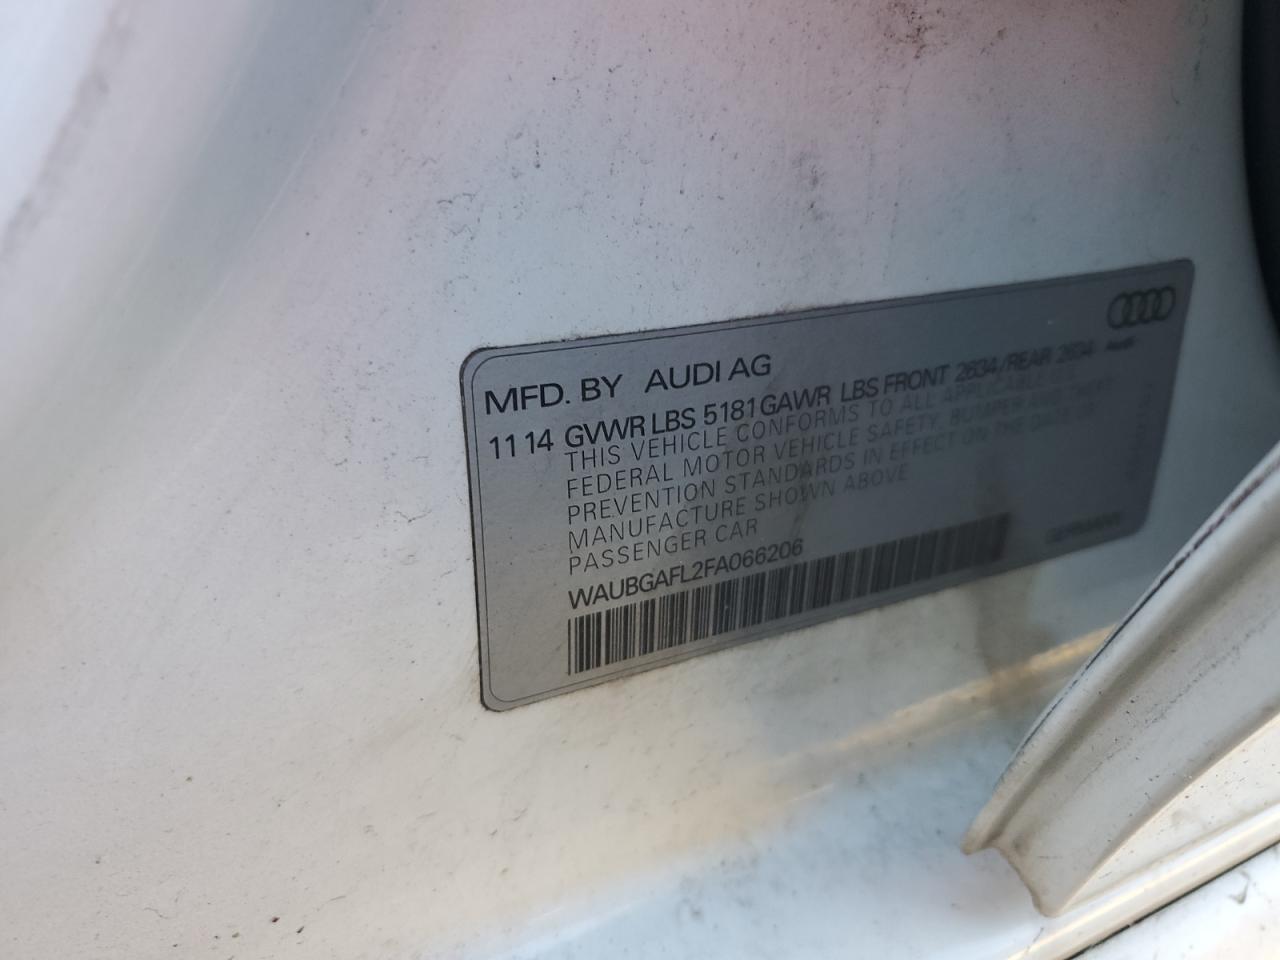 MFD. BY AUDI AG
11 14 GVWR LBS 5181 GAWR LBS FRONT 2634 / REAR 2634 Audi
THIS VEHICLE CONFORMS TO ALL APPLICABLE
FEDERAL MOTOR VEHICLE SAFETY, BUMPER AND THEFT
PREVENTION STANDARDS IN EFFECT ON THE DATE OF
MANUFACTURE SHOWN ABOVE
PASSENGER CAR
WAUBGAFL2FA066206
GERMANY